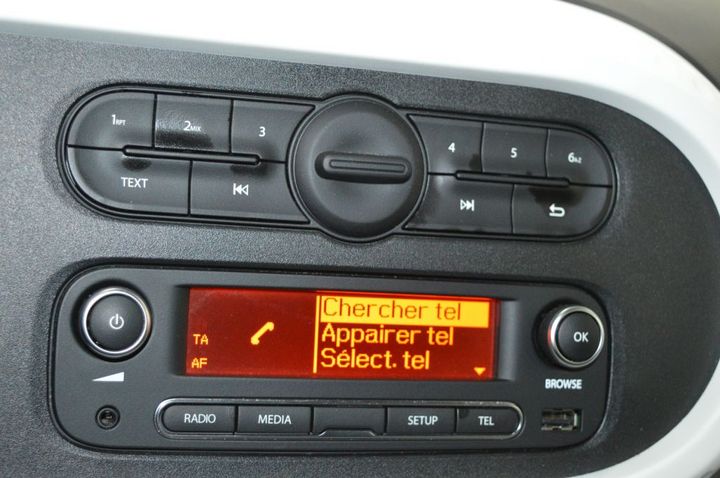 1RPT 2MIX 3 4 5 6A-Z
TEXT
Chercher tel
TA Appairer tel
AF Sélect. tel
OK
BROWSE
RADIO MEDIA SETUP TEL